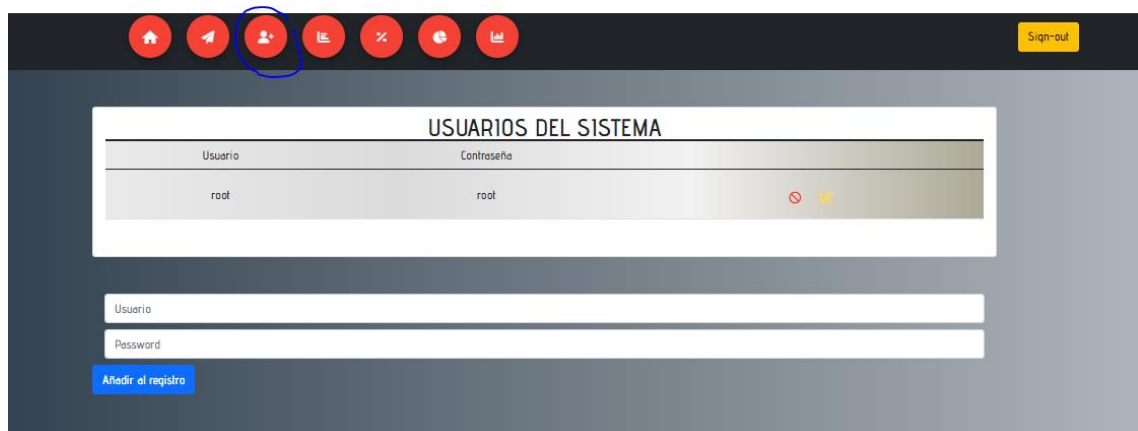 Sign-out
USUARIOS DEL SISTEMA
Usuario Contraseña
root root
Usuario
Password
Añadir al registro